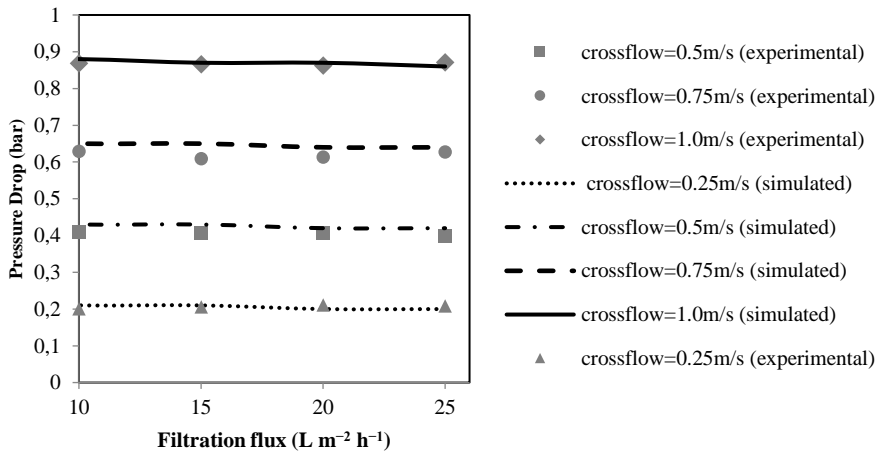 1
0,9
0,8
0,7
0,6
0,5
0,4
0,3
0,2
0,1
0
10
15
20
25
Pressure Drop (bar)
Filtration flux (L m⁻² h⁻¹)
crossflow=0.5m/s (experimental)
crossflow=0.75m/s (experimental)
crossflow=1.0m/s (experimental)
crossflow=0.25m/s (simulated)
crossflow=0.5m/s (simulated)
crossflow=0.75m/s (simulated)
crossflow=1.0m/s (simulated)
crossflow=0.25m/s (experimental)